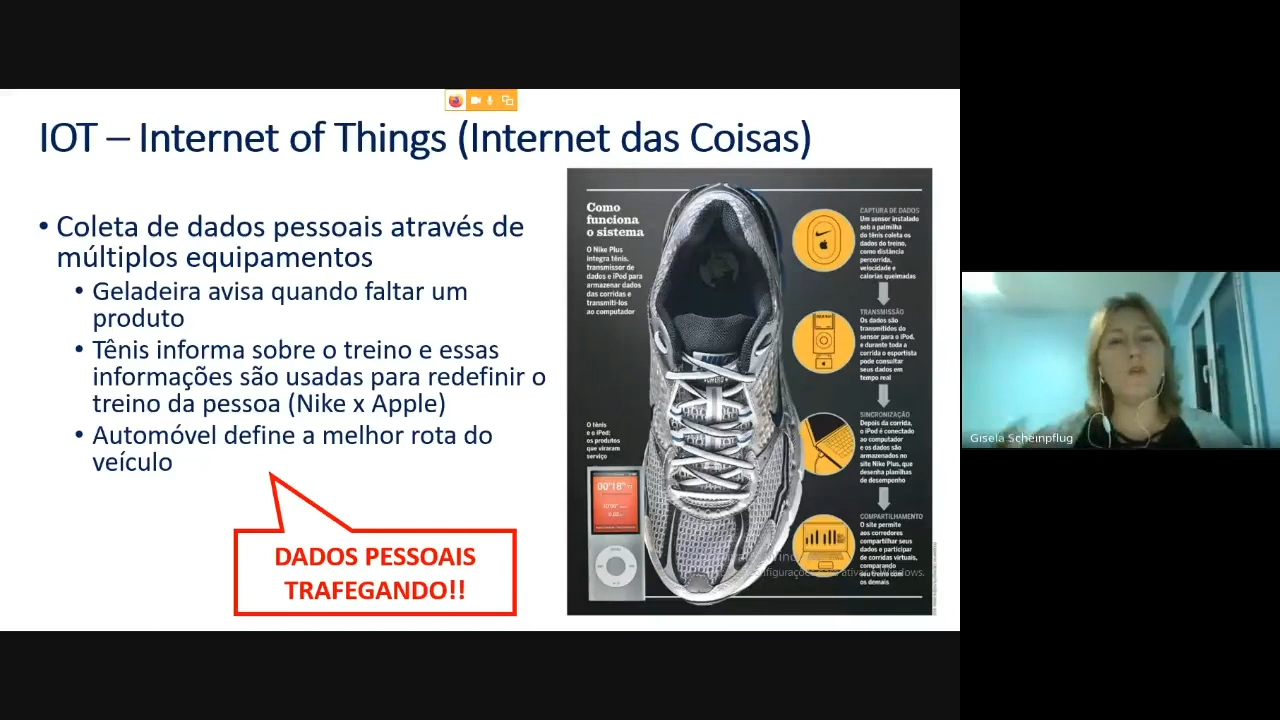 IOT – Internet of Things (Internet das Coisas)
• Coleta de dados pessoais através de
múltiplos equipamentos
• Geladeira avisa quando faltar um
produto
• Tênis informa sobre o treino e essas
informações são usadas para redefinir o
treino da pessoa (Nike x Apple)
• Automóvel define a melhor rota do
veículo
DADOS PESSOAIS
TRAFEGANDO!!
Como
funciona
o sistema
O Nike Plus
integra tênis,
transmissor de
dados e iPod para
armazenar dados
das corridas e
transmiti-los
ao computador
O tênis
e o iPod:
os produtos
que viraram
serviço
00'18"
CAPTURA DE DADOS
Um sensor instalado
sob a palmilha
do tênis coleta os
dados do treino,
como distância
percorrida,
velocidade e
calorias queimadas
TRANSMISSÃO
Os dados são
transmitidos do
sensor para o iPod,
e durante toda a
corrida o esportista
pode consultar
seus dados em
tempo real
SINCRONIZAÇÃO
Depois da corrida,
o iPod é conectado
ao computador
e os dados são
armazenados no
site Nike Plus, que
desenha planilhas
de desempenho
COMPARTILHAMENTO
O site permite
aos corredores
compartilhar seus
dados e participar
de corridas virtuais,
comparando
seu treino com
os demais
Gisela Scheinpflug